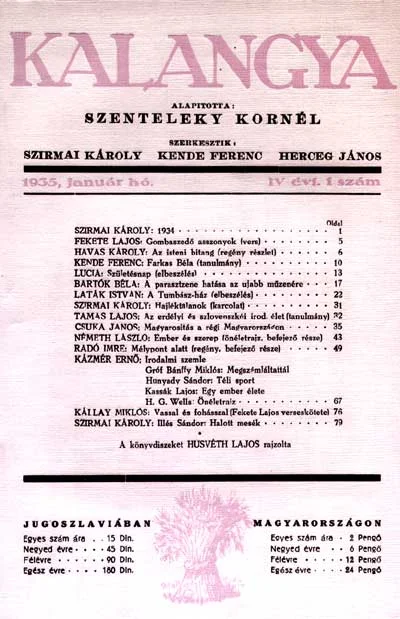 KALANGYA
ALAPITOTTA:
SZENTELEKY KORNÉL
SZERKESZTIK:
SZIRMAI KÁROLY KENDE FERENC HERCEG JÁNOS
1935, január hó. IV évf. 1 szám
Oldal
SZIRMAI KÁROLY: 1934 1
FEKETE LAJOS: Gombaszedő asszonyok (vers) 5
HAVAS KÁROLY: Az isteni bitang (regény részlet) 6
KENDE FERENC: Farkas Béla (tanulmány) 10
LUCIA: Születésnap (elbeszélés) 13
BARTÓK BÉLA: A parasztzene hatása az ujabb műzenére 17
LATÁK ISTVÁN: A Tumbász-ház (elbeszélés) 22
SZIRMAI KÁROLY: Hajléktalanok (karcolat) 31
TAMÁS LAJOS: Az erdélyi és szlovenszkói irod. élet (tanulmány) 32
CSUKA JÁNOS: Magyarositás a régi Magyarországon 35
NÉMETH LÁSZLÓ: Ember és szerep (önéletrajz, befejező része) 43
RADÓ IMRE: Mélypont alatt (regény, befejező része) 49
KÁZMÉR ERNŐ: Irodalmi szemle
Gróf Bánffy Miklós: Megszámláltattál
Hunyady Sándor: Téli sport
Kassák Lajos: Egy ember élete
H. G. Wells: Önéletrajz 67
KÁLLAY MIKLÓS: Vassal és fohásszal (Fekete Lajos verseskötete) 76
SZIRMAI KÁROLY: Illés Sándor: Halott mesék 79
*
A könyvdiszeket HUSVÉTH LAJOS rajzolta
JUGOSZLAVIÁBAN
Egyes szám ára . . 15 Din.
Negyed évre 45 Din.
Félévre 90 Din.
Egész évre 180 Din.
MAGYARORSZÁGON
Egyes szám ára . 2 Pengő
Negyed évre 6 Pengő
Félévre 12 Pengő
Egész évre 24 Pengő